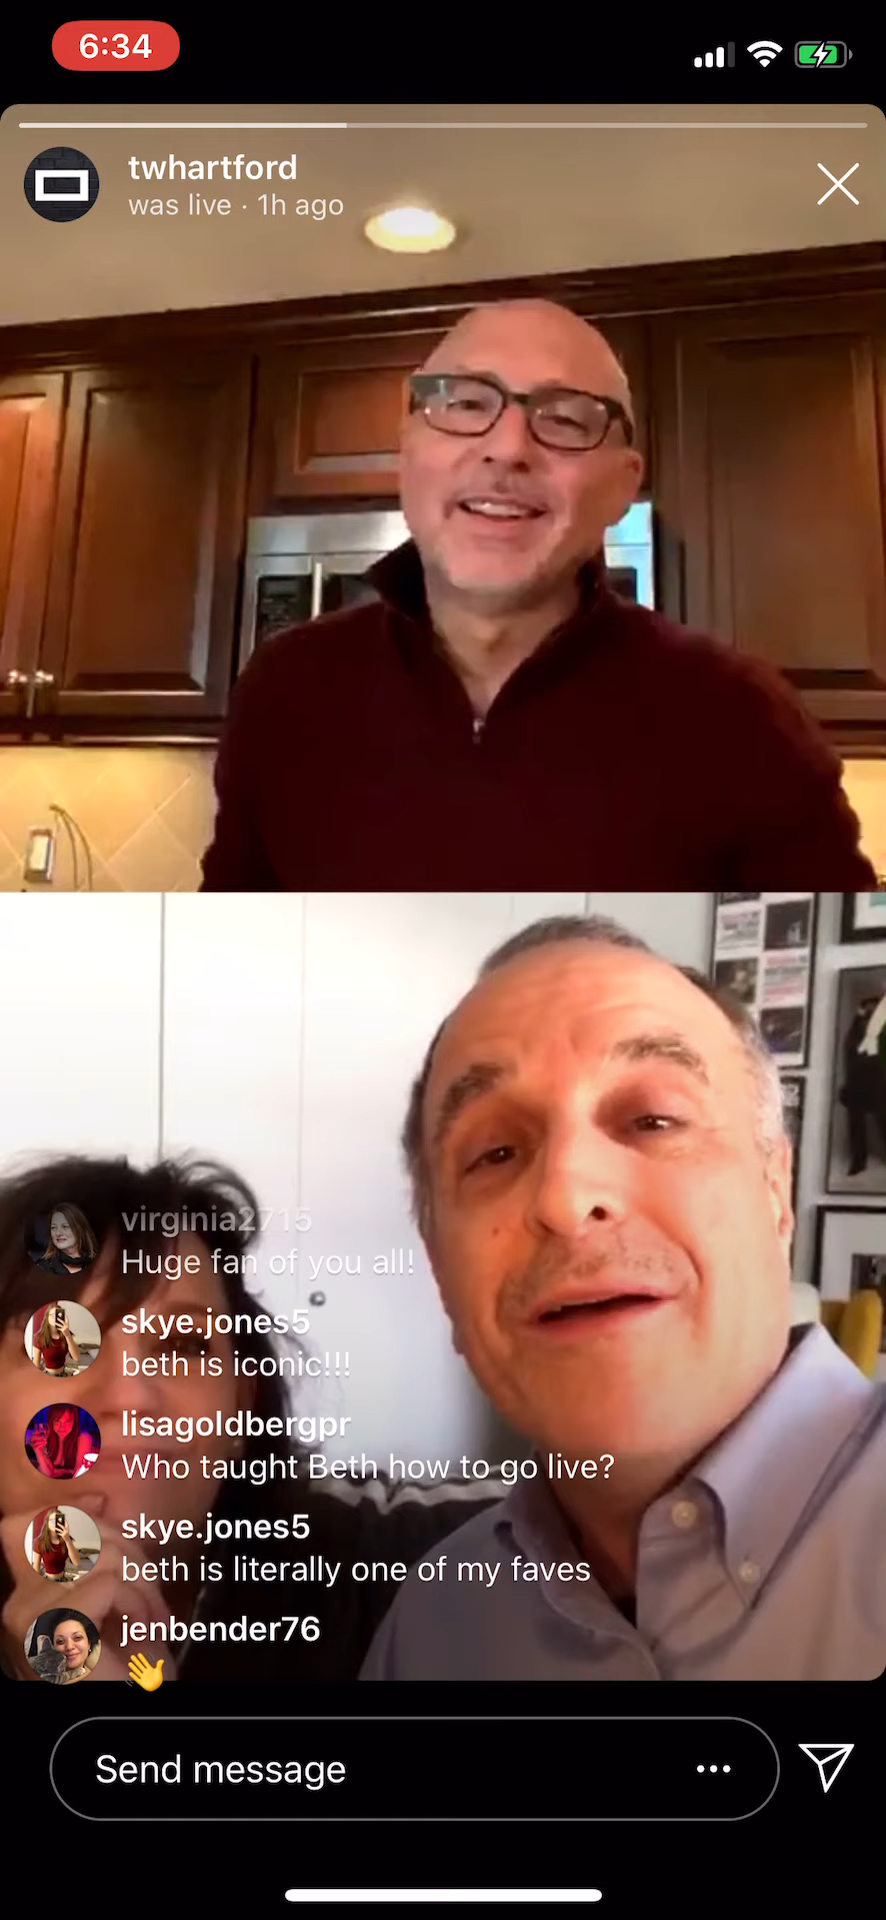 6:34
twhartford
was live · 1h ago
virginia2715
Huge fan of you all!
skye.jones5
beth is iconic!!!
lisagoldbergpr
Who taught Beth how to go live?
skye.jones5
beth is literally one of my faves
jenbender76
👋
Send message